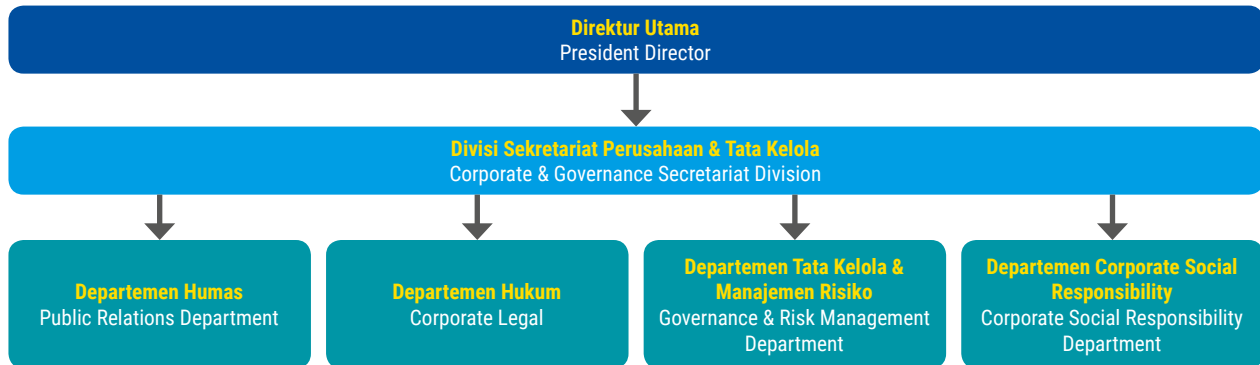 Direktur Utama
President Director
Divisi Sekretariat Perusahaan & Tata Kelola
Corporate & Governance Secretariat Division
Departemen Humas
Public Relations Department
Departemen Hukum
Corporate Legal
Departemen Tata Kelola &
Manajemen Risiko
Governance & Risk Management
Department
Departemen Corporate Social
Responsibility
Corporate Social Responsibility
Department